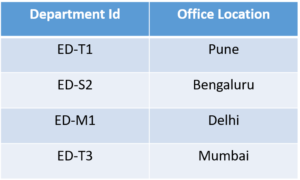 Department Id Office Location
ED-T1 Pune
ED-S2 Bengaluru
ED-M1 Delhi
ED-T3 Mumbai